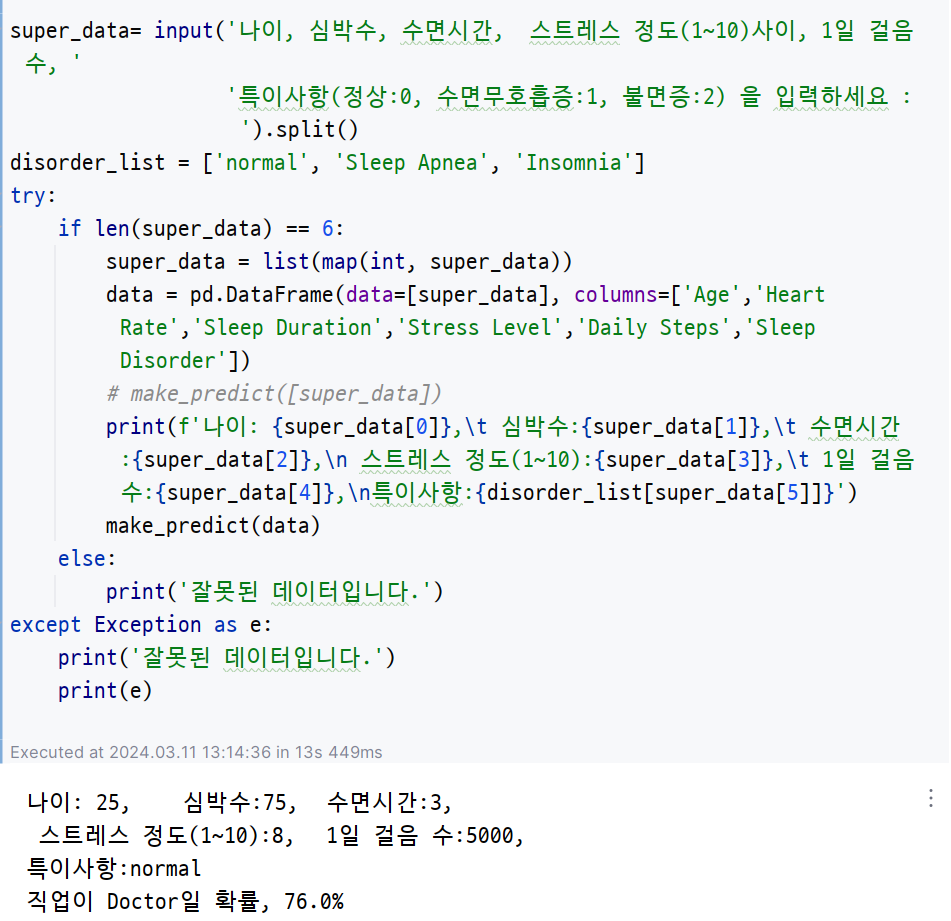 super_data= input('나이, 심박수, 수면시간,  스트레스 정도(1~10)사이, 1일 걸음
수, '
'특이사항(정상:0, 수면무호흡증:1, 불면증:2) 을 입력하세요 :
').split()
disorder_list = ['normal', 'Sleep Apnea', 'Insomnia']
try:
    if len(super_data) == 6:
        super_data = list(map(int, super_data))
        data = pd.DataFrame(data=[super_data], columns=['Age','Heart
Rate','Sleep Duration','Stress Level','Daily Steps','Sleep
Disorder'])
        # make_predict([super_data])
        print(f'나이: {super_data[0]},\t 심박수:{super_data[1]},\t 수면시간
:{super_data[2]},\n 스트레스 정도(1~10):{super_data[3]},\t 1일 걸음
수:{super_data[4]},\n특이사항:{disorder_list[super_data[5]]}')
        make_predict(data)
    else:
        print('잘못된 데이터입니다.')
except Exception as e:
    print('잘못된 데이터입니다.')
    print(e)
Executed at 2024.03.11 13:14:36 in 13s 449ms
나이: 25,    심박수:75,  수면시간:3,
 스트레스 정도(1~10):8,  1일 걸음 수:5000,
특이사항:normal
직업이 Doctor일 확률, 76.0%